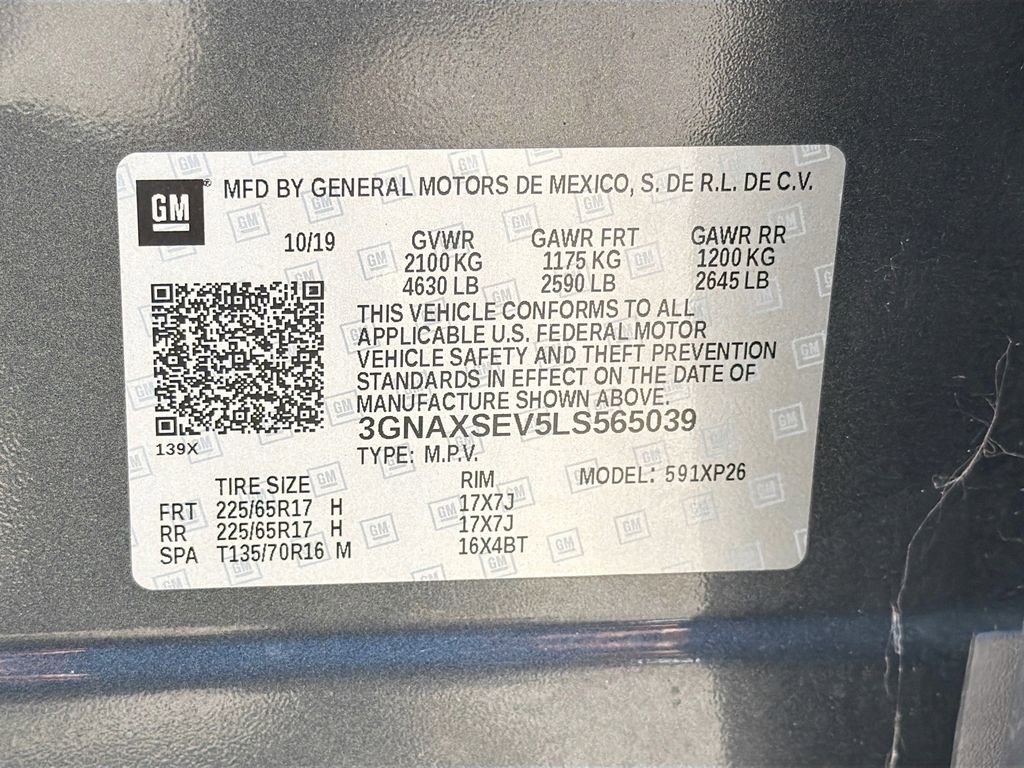 GM® MFD BY GENERAL MOTORS DE MEXICO, S. DE R.L. DE C.V.
10/19 GVWR GAWR FRT GAWR RR
2100 KG 1175 KG 1200 KG
4630 LB 2590 LB 2645 LB
THIS VEHICLE CONFORMS TO ALL
APPLICABLE U.S. FEDERAL MOTOR
VEHICLE SAFETY AND THEFT PREVENTION
STANDARDS IN EFFECT ON THE DATE OF
MANUFACTURE SHOWN ABOVE.
3GNAXSEV5LS565039
139X
TYPE: M.P.V.
MODEL: 591XP26
TIRE SIZE RIM
FRT 225/65R17 H 17X7J
RR 225/65R17 H 17X7J
SPA T135/70R16 M 16X4BT